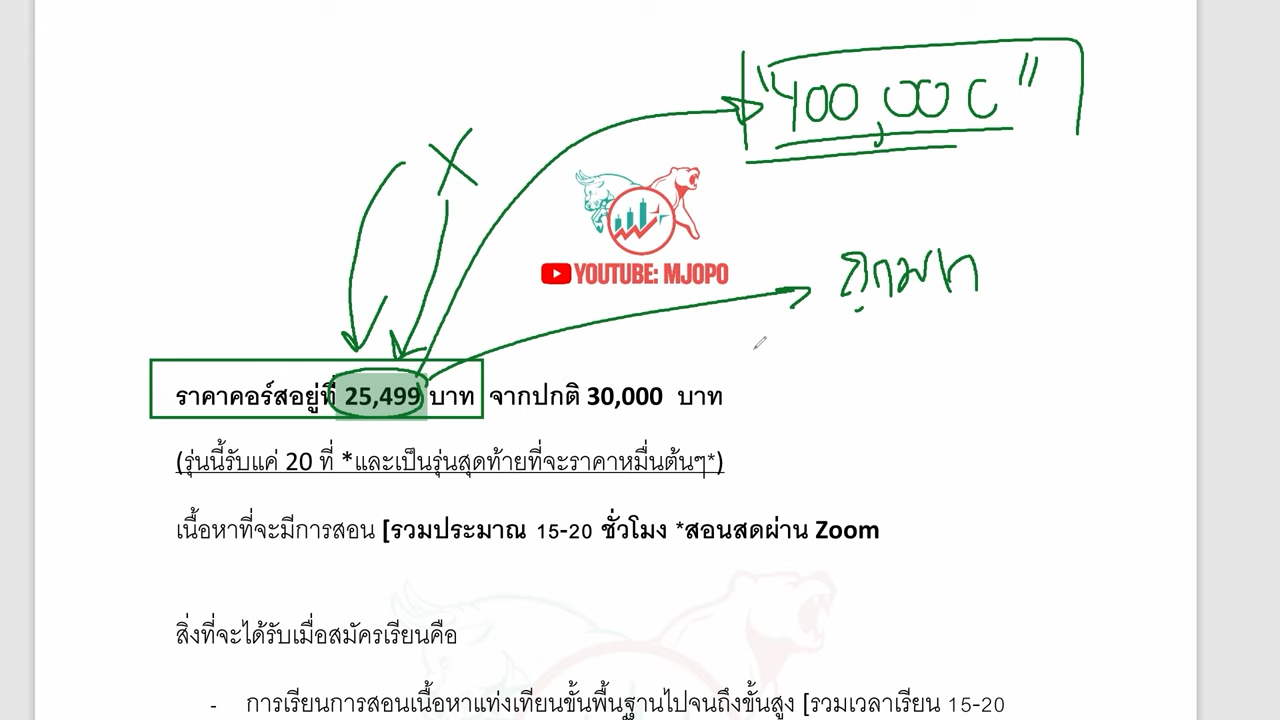 "400,000"
X
YOUTUBE: MJOPO
ถูกมาก
ราคาคอร์สอยู่ที่ 25,499 บาท จากปกติ 30,000 บาท
(รุ่นนี้รับแค่ 20 ที่ *และเป็นรุ่นสุดท้ายที่จะราคาหมื่นต้นๆ*)
เนื้อหาที่จะมีการสอน [รวมประมาณ 15-20 ชั่วโมง *สอนสดผ่าน Zoom
สิ่งที่จะได้รับเมื่อสมัครเรียนคือ
- การเรียนการสอนเนื้อหาแท่งเทียนขั้นพื้นฐานไปจนถึงขั้นสูง [รวมเวลาเรียน 15-20